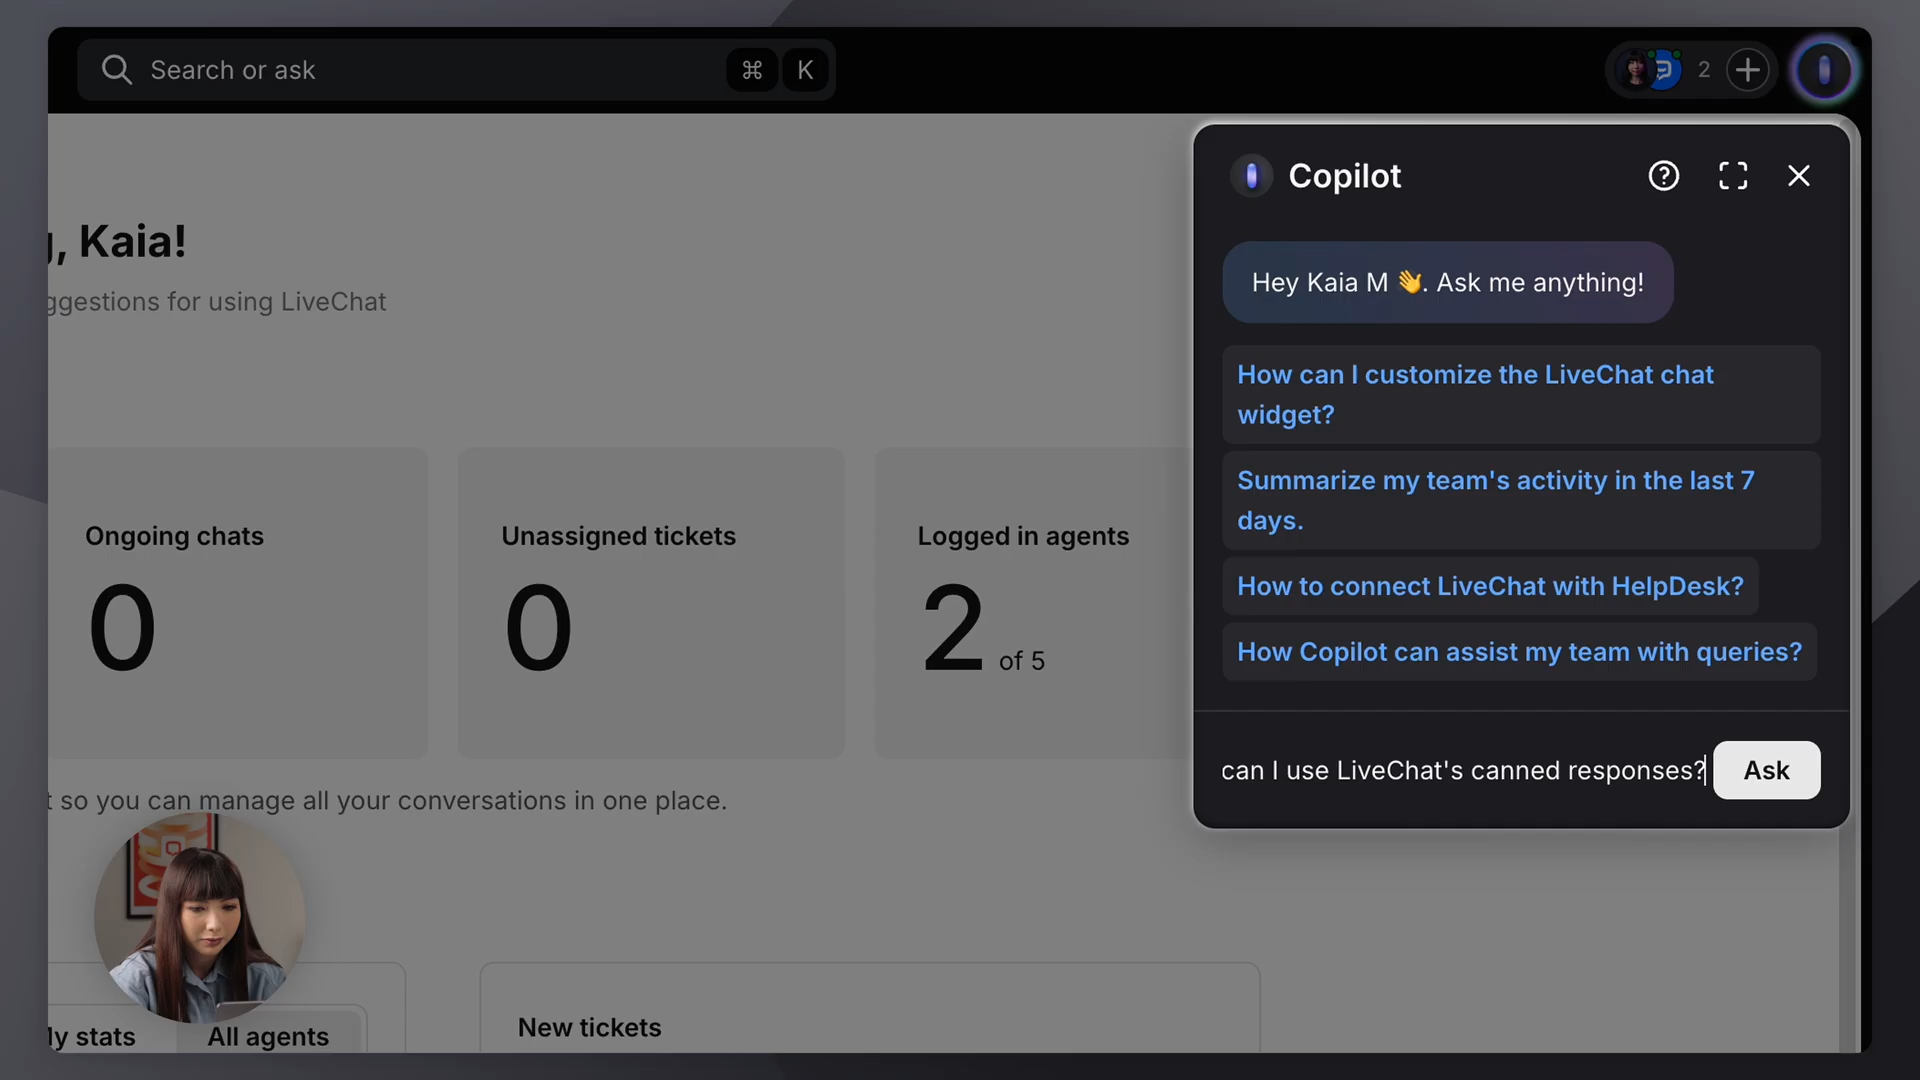 Search or ask
⌘ K
2
Copilot
, Kaia!
Hey Kaia M 👋. Ask me anything!
ggestions for using LiveChat
How can I customize the LiveChat chat
widget?
Summarize my team's activity in the last 7
days.
How to connect LiveChat with HelpDesk?
How Copilot can assist my team with queries?
Ongoing chats
0
Unassigned tickets
0
Logged in agents
2 of 5
can I use LiveChat's canned responses?
Ask
t so you can manage all your conversations in one place.
y stats
All agents
New tickets